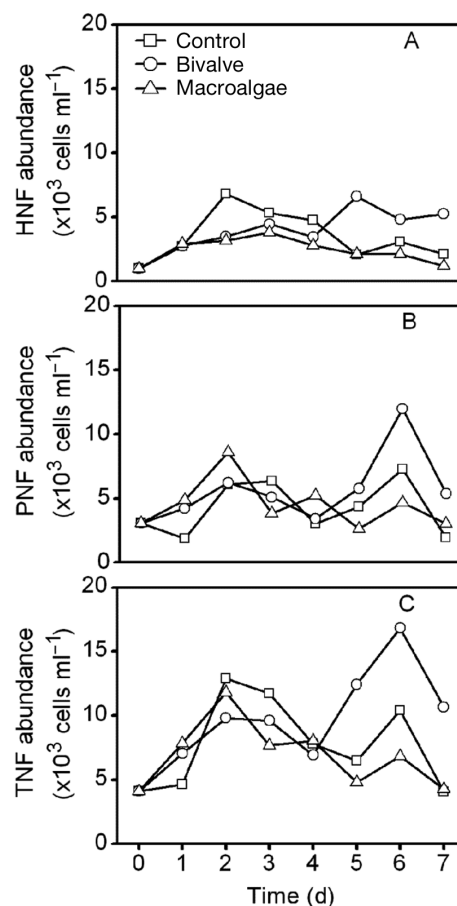 20
15
10
5
0
HNF abundance
(x10³ cells ml⁻¹)
Control
Bivalve
Macroalgae
A
20
15
10
5
0
PNF abundance
(x10³ cells ml⁻¹)
B
20
15
10
5
0
TNF abundance
(x10³ cells ml⁻¹)
C
0 1 2 3 4 5 6 7
Time (d)